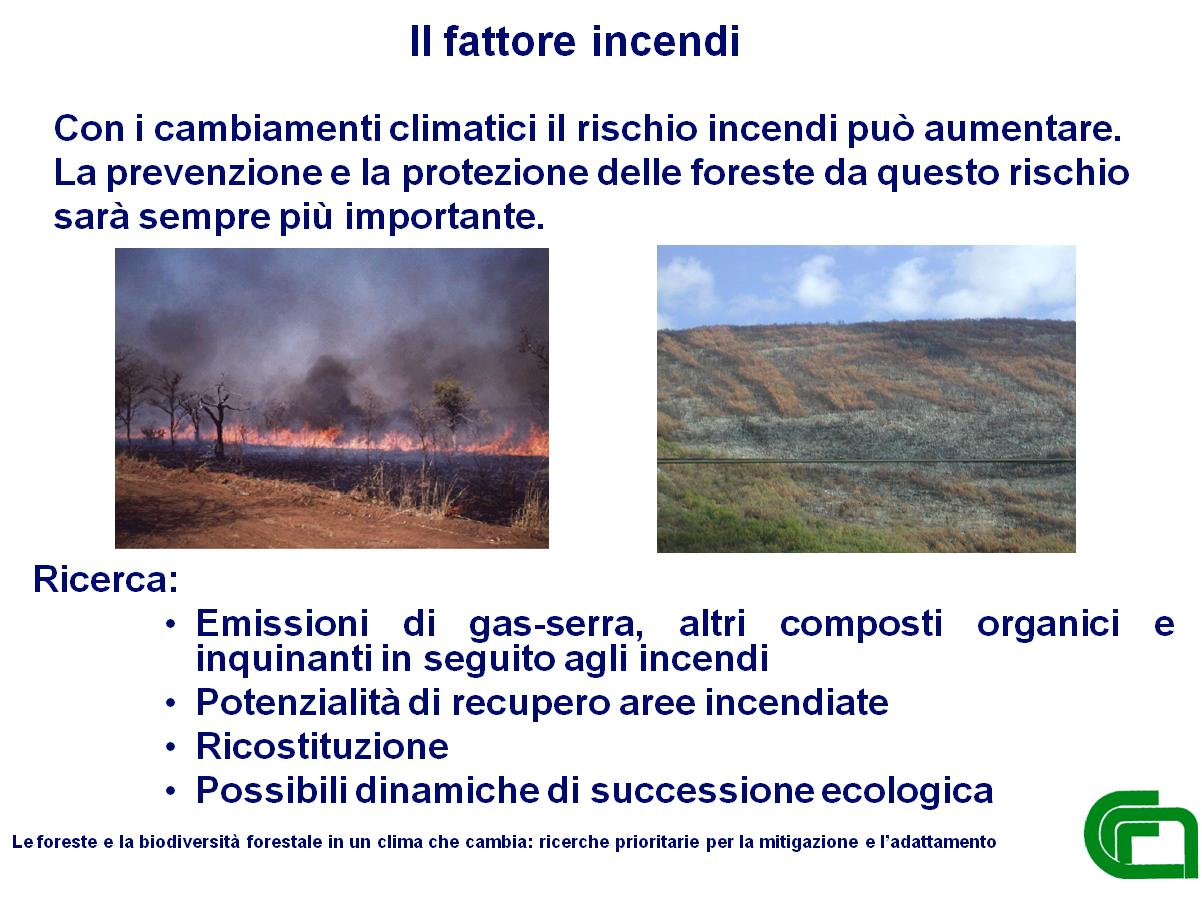 Il fattore incendi
Con i cambiamenti climatici il rischio incendi può aumentare.
La prevenzione e la protezione delle foreste da questo rischio
sarà sempre più importante.
Ricerca:
• Emissioni di gas-serra, altri composti organici e
inquinanti in seguito agli incendi
• Potenzialità di recupero aree incendiate
• Ricostituzione
• Possibili dinamiche di successione ecologica
Le foreste e la biodiversità forestale in un clima che cambia: ricerche prioritarie per la mitigazione e l'adattamento